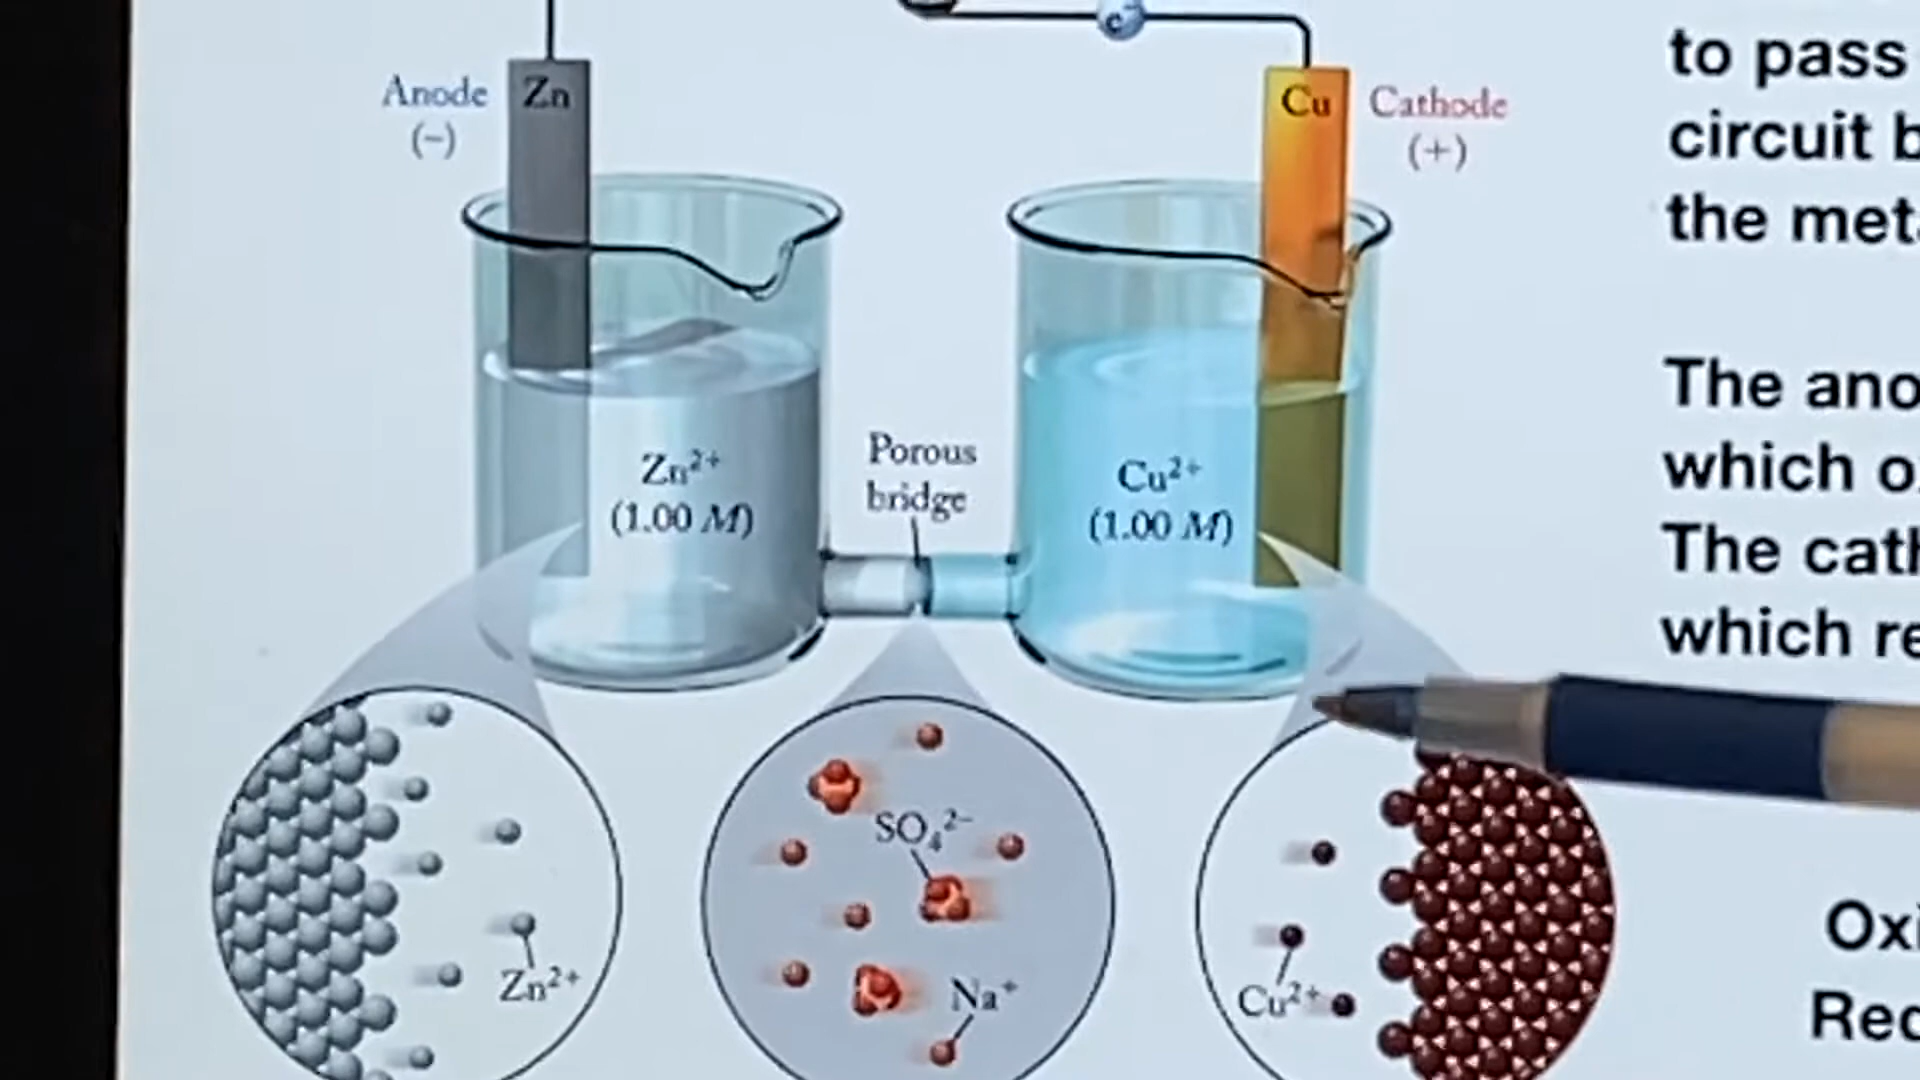 e⁻
to pass
Anode
(−)
Zn
Cu
Cathode
(+)
circuit b
the met
Zn²⁺
(1.00 M)
Porous
bridge
Cu²⁺
(1.00 M)
The ano
which o
The cath
which re
SO₄²⁻
Zn²⁺
Na⁺
Cu²⁺
Oxi
Red